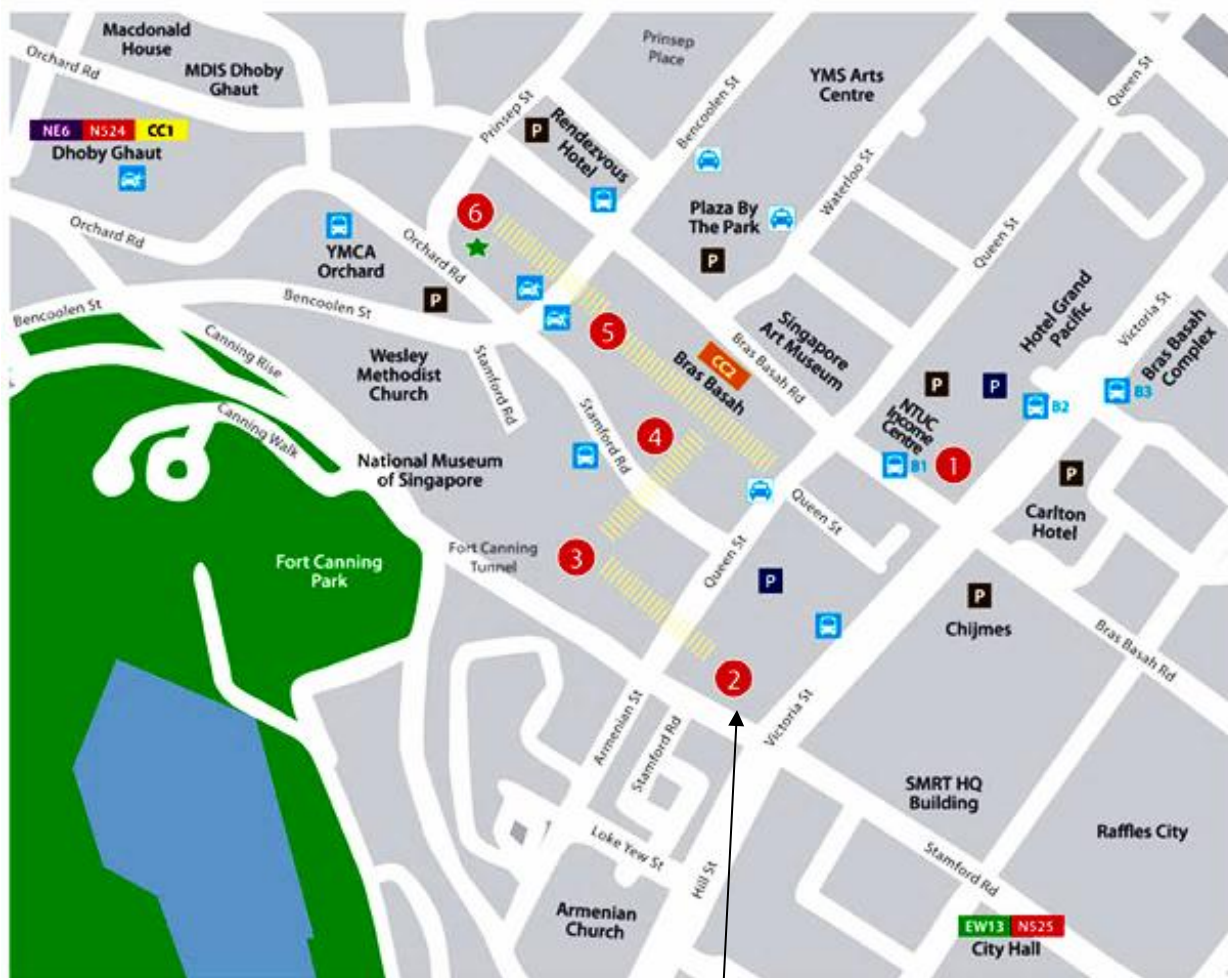 Macdonald
House
Orchard Rd
MDIS Dhoby
Ghaut
NE6 NS24 CC1
Dhoby Ghaut
Orchard Rd
YMCA
Orchard
Orchard Rd
Bencoolen St
Bencoolen St
Canning Rise
Canning Walk
Wesley
Methodist
Church
Stamford Rd
National Museum
of Singapore
Fort Canning
Tunnel
Fort Canning
Park
Prinsep St
P
Rendezvous
Hotel
Prinsep
Place
Bencoolen St
YMS Arts
Centre
Waterloo St
Queen St
Plaza By
The Park
P
P
6
5
4
3
2
1
CC2
Bras Basah
Bras Basah Rd
Singapore
Art Museum
Queen St
Hotel Grand
Pacific
Victoria St
Bras Basah
Complex
P
P
NTUC
Income
Centre
B1
B2
B3
P
Carlton
Hotel
Stamford Rd
Queen St
Queen St
P
P
Chijmes
Bras Basah Rd
Victoria St
Armenian St
Stamford Rd
Loke Yew St
Hill St
Armenian
Church
SMRT HQ
Building
Raffles City
Stamford Rd
EW13 NS25
City Hall